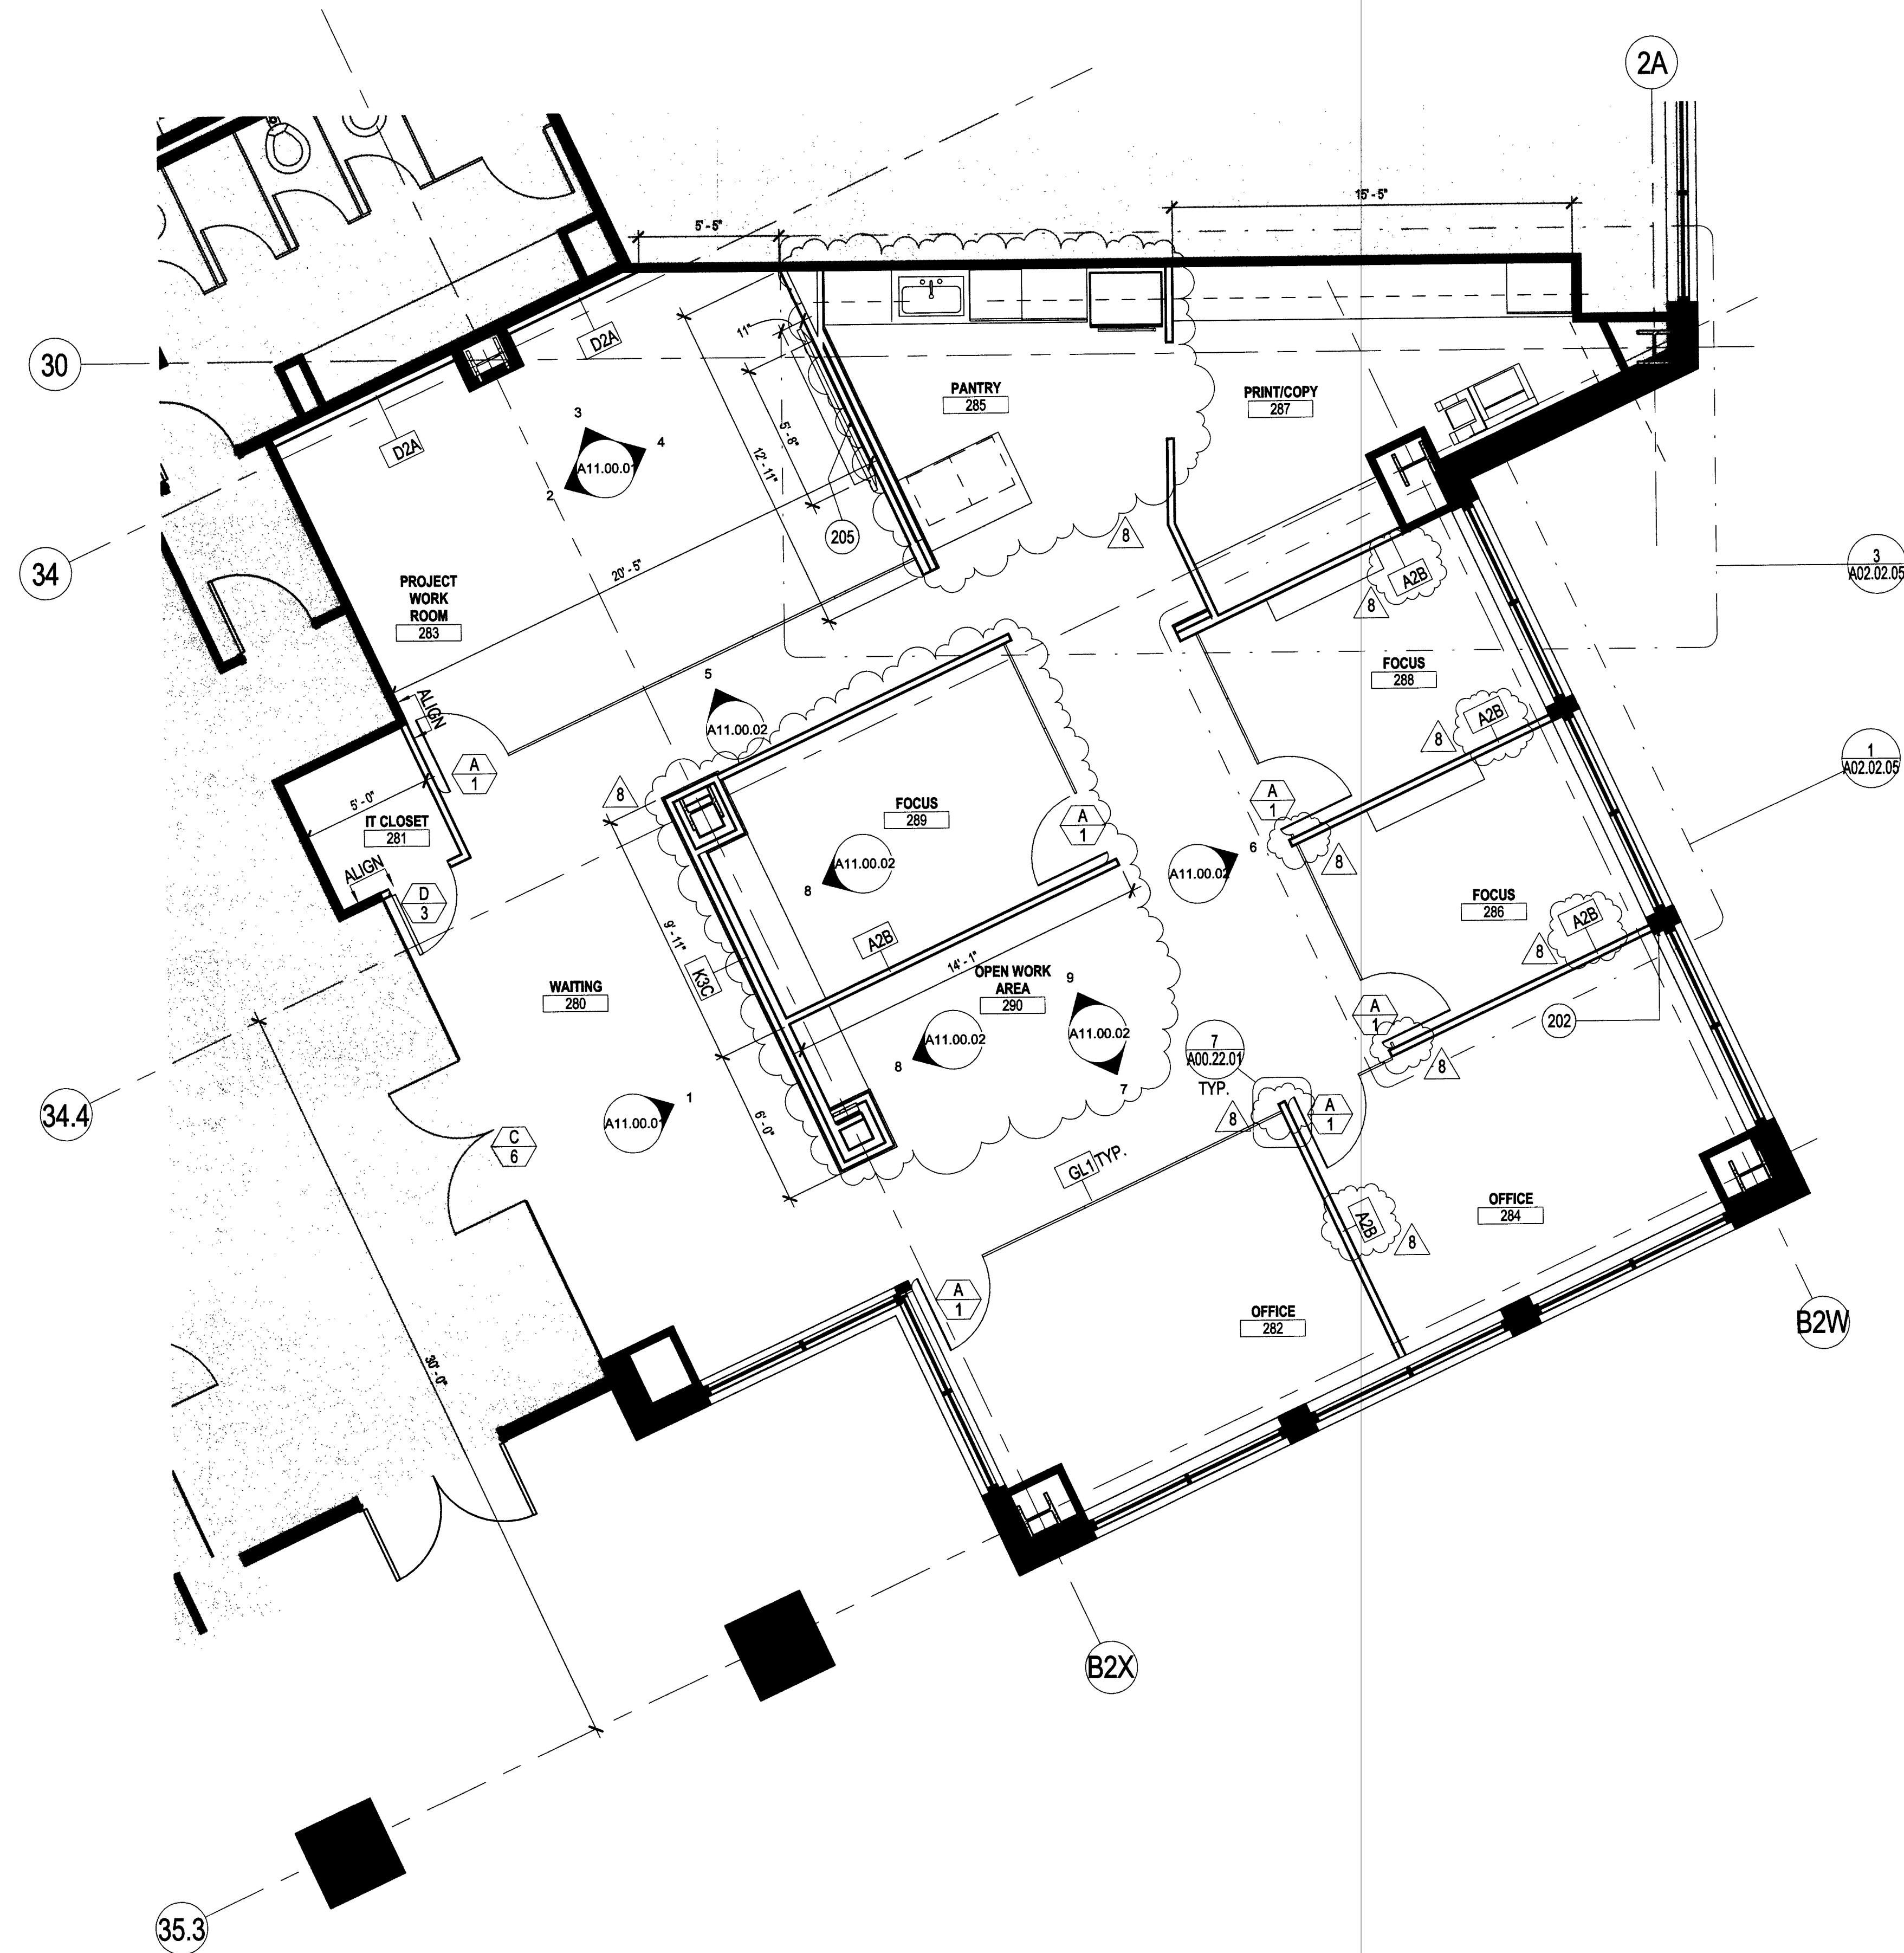 2A
15' - 5"
5' - 5"
30
D2A
11"
PANTRY
285
PRINT/COPY
287
3
4
A11.00.01
2
D2A
5' - 8"
12' - 11"
205
8
34
20' - 5"
PROJECT
WORK
ROOM
283
A2B
8
3
A02.02.05
FOCUS
288
5
A11.00.02
ALIGN
A2B
8
1
A02.02.05
A
1
8
5' - 0"
IT CLOSET
281
FOCUS
289
A
1
A
1
6
A11.00.02
8
A11.00.02
8
ALIGN
D
3
FOCUS
286
A2B
8
9' - 11"
A2B
14' - 1"
K3C
OPEN WORK
AREA
290
9
WAITING
280
A
1
202
A11.00.02
8
A11.00.02
7
7
A00.22.01
TYP.
8
8
A
1
34.4
1
A11.00.01
6' - 0"
C
6
GL1 TYP.
A2B
8
OFFICE
284
A
1
OFFICE
282
B2W
30' - 0"
B2X
35.3